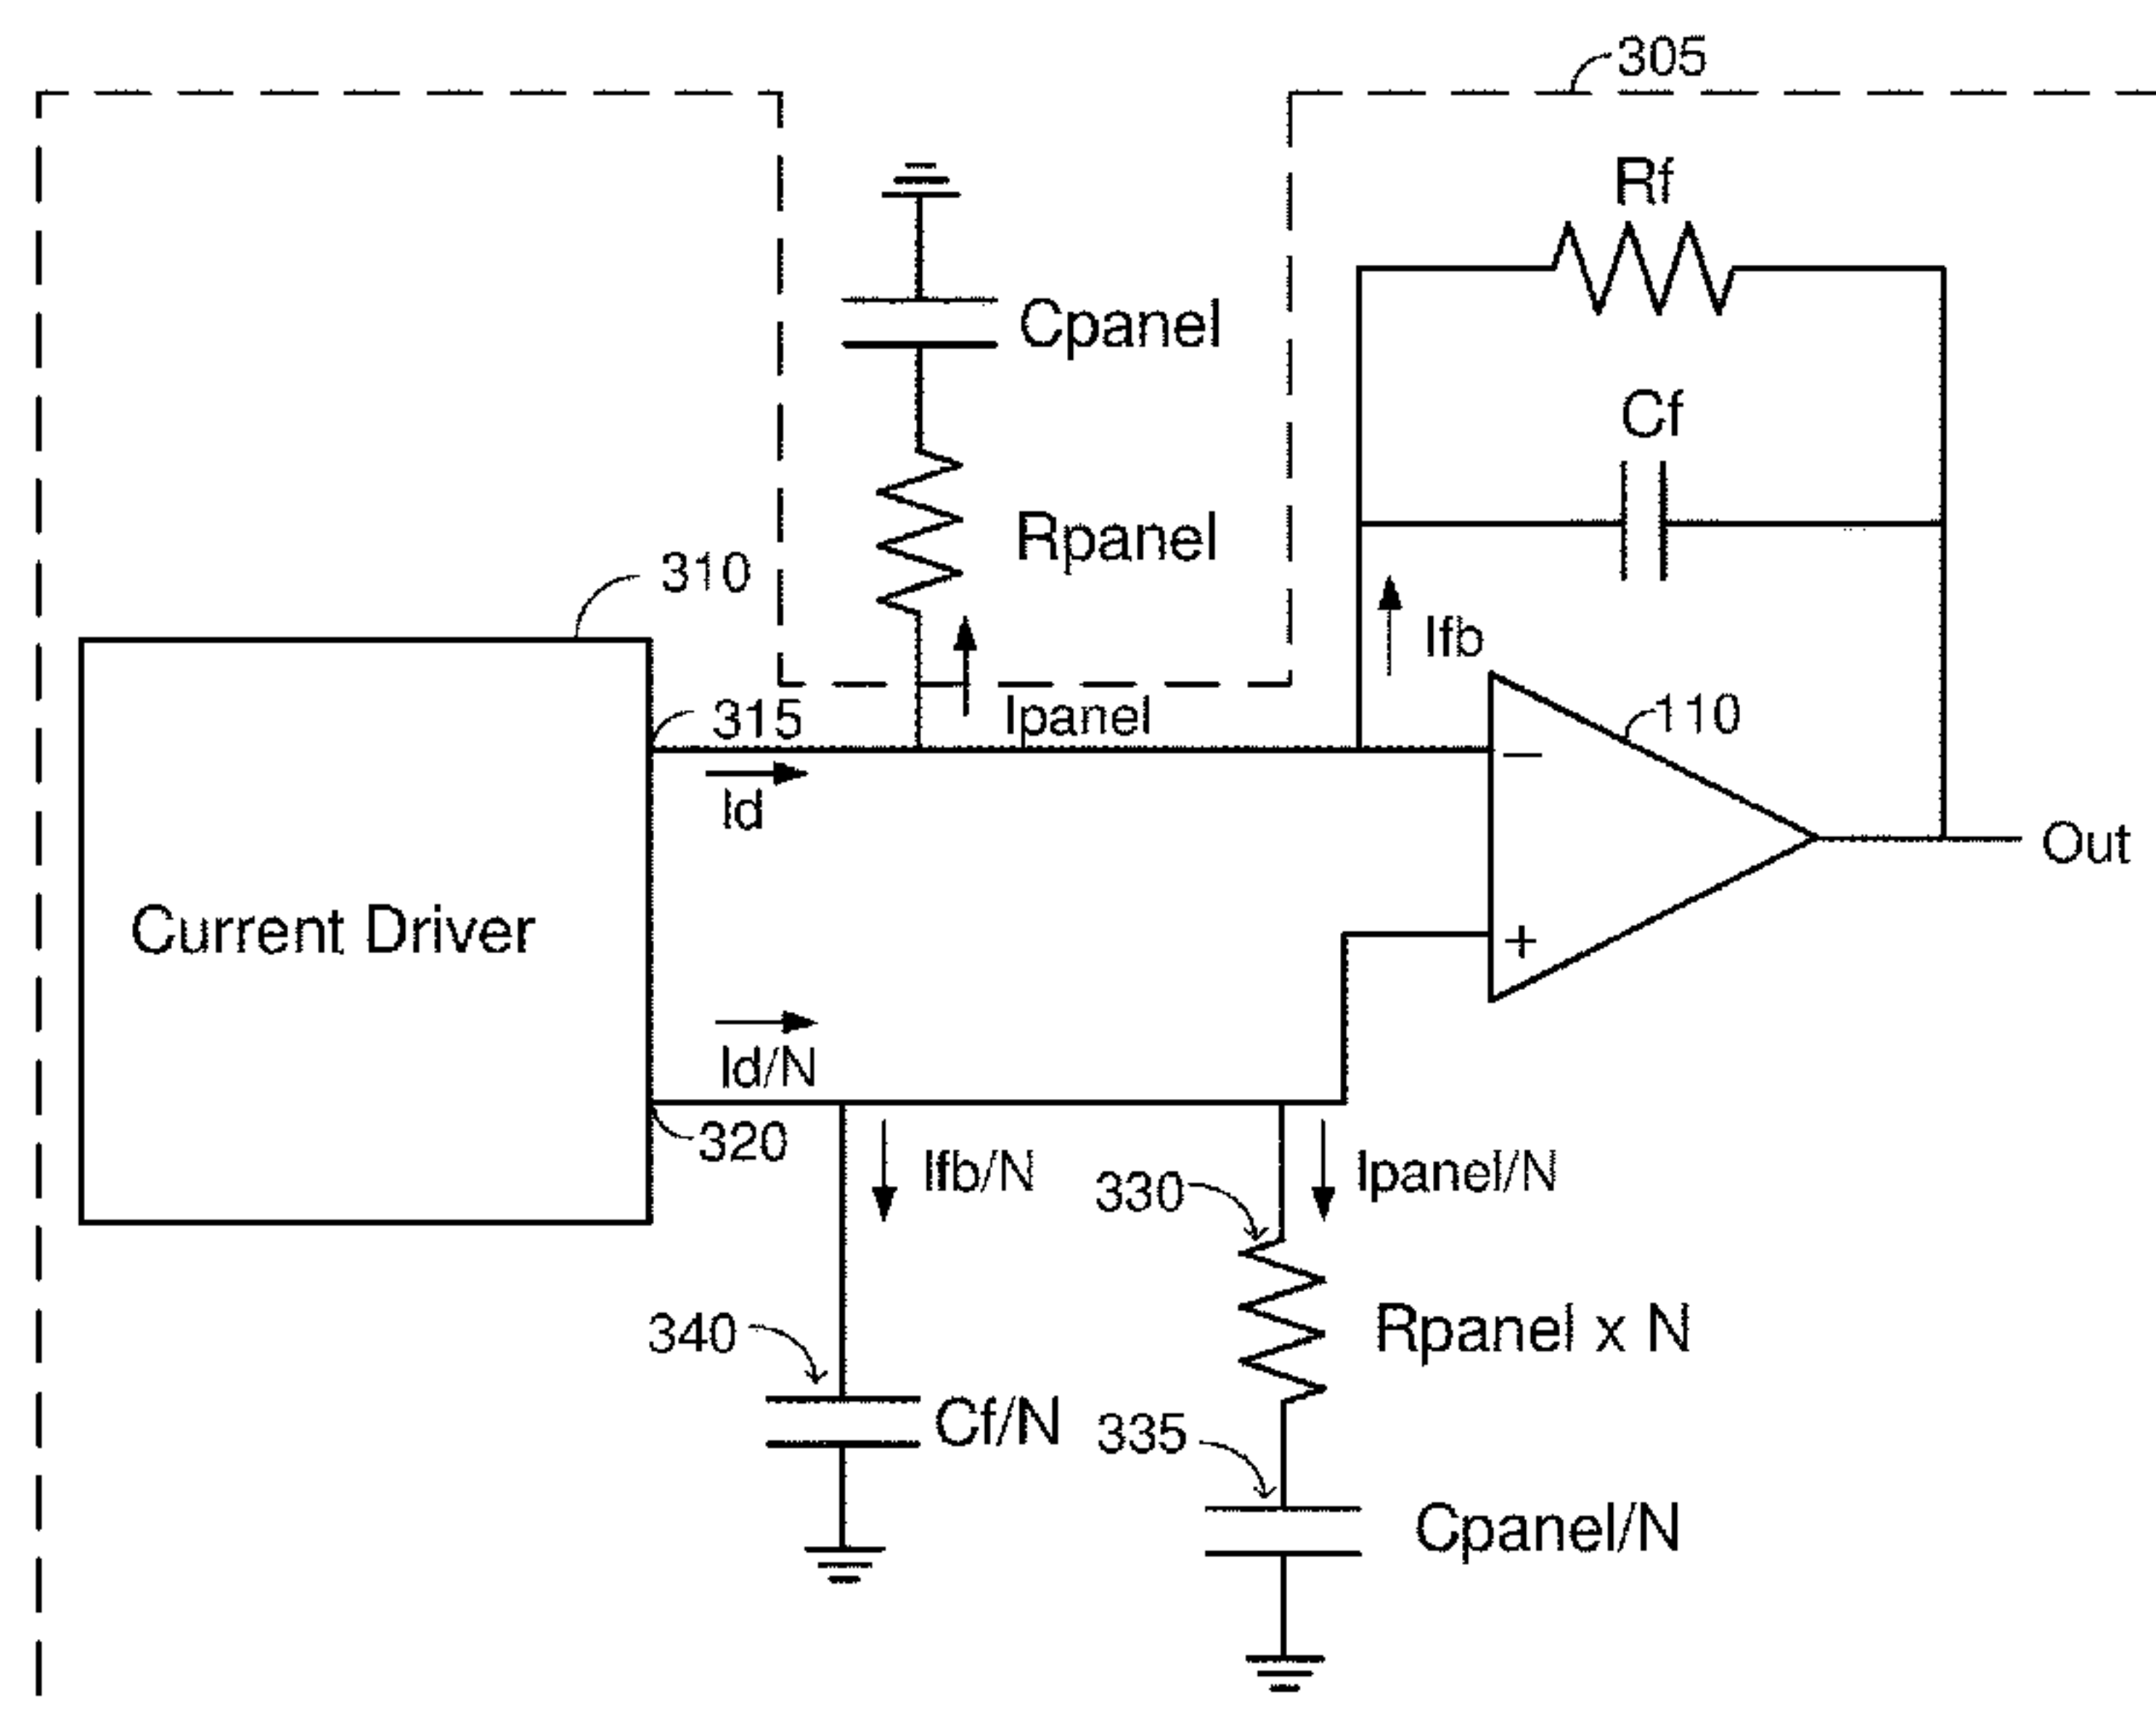 305
Rf
Cpanel
Cf
Rpanel
310
Ifb
315
Ipanel
110
−
Id
Out
Current Driver
+
Id/N
320
Ifb/N
330
Ipanel/N
340
Rpanel x N
Cf/N
335
Cpanel/N